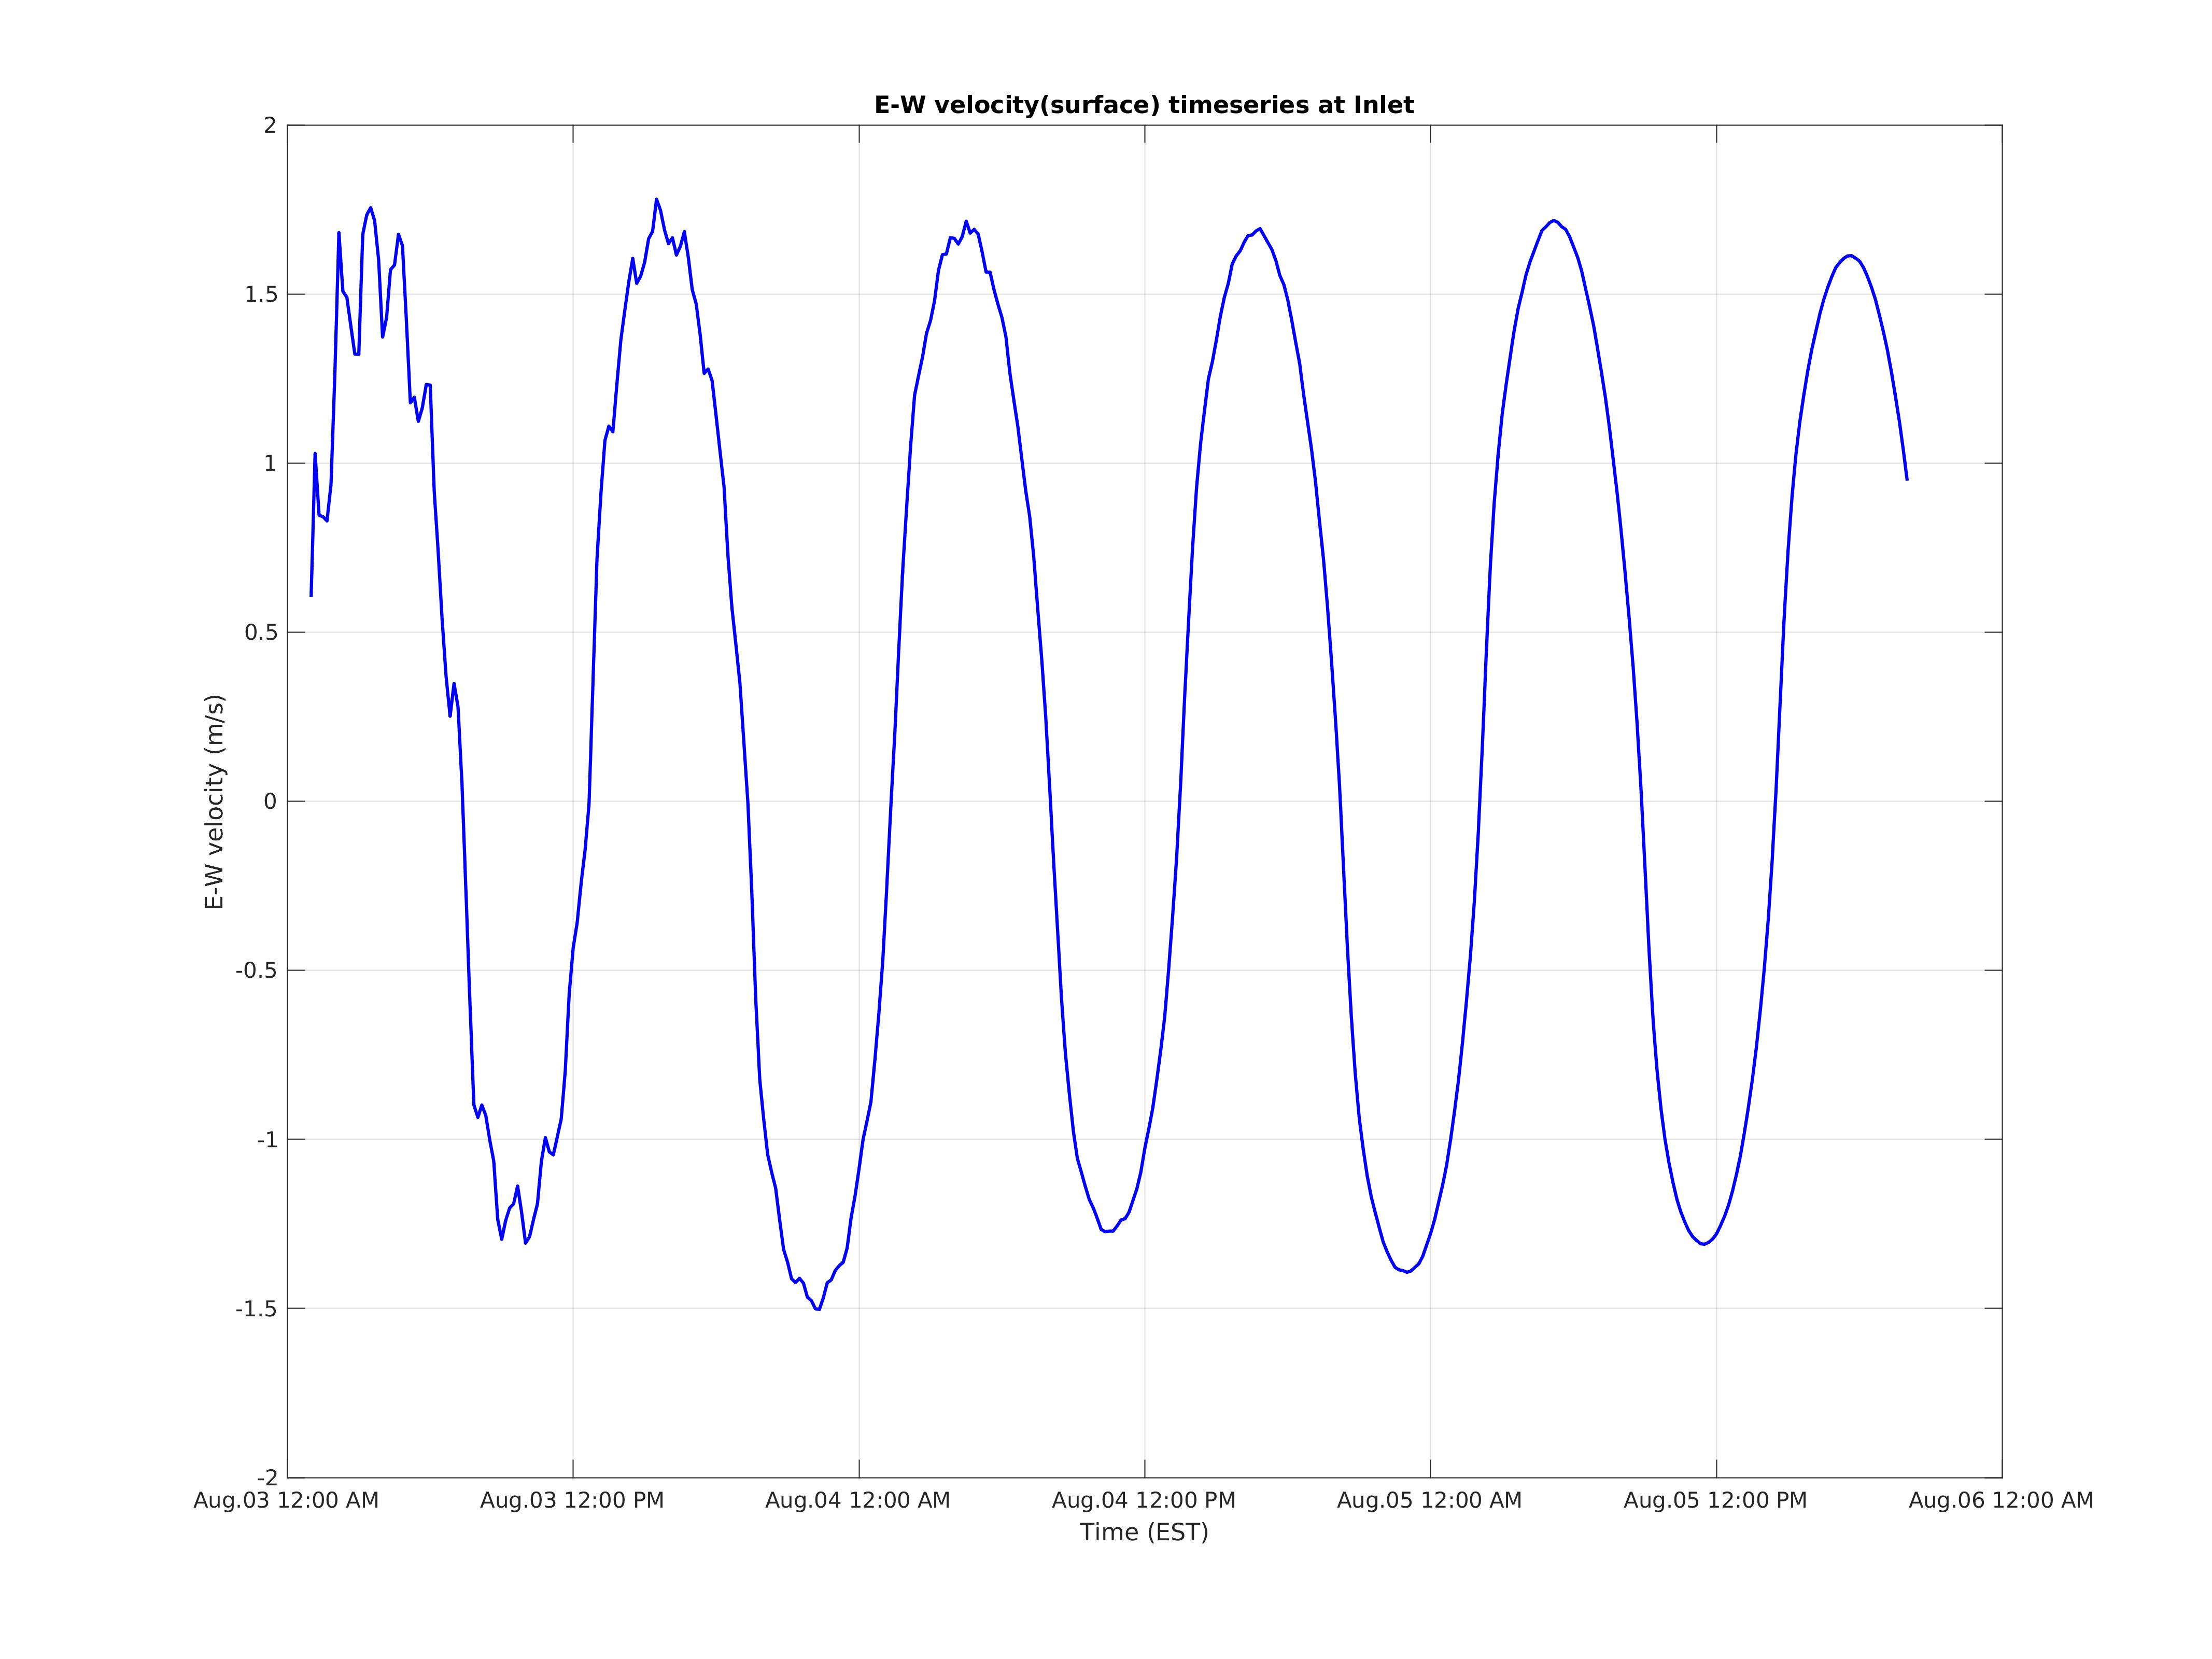 E-W velocity(surface) timeseries at Inlet
2
1.5
1
0.5
0
-0.5
-1
-1.5
-2
E-W velocity (m/s)
Aug.03 12:00 AM
Aug.03 12:00 PM
Aug.04 12:00 AM
Aug.04 12:00 PM
Aug.05 12:00 AM
Aug.05 12:00 PM
Aug.06 12:00 AM
Time (EST)